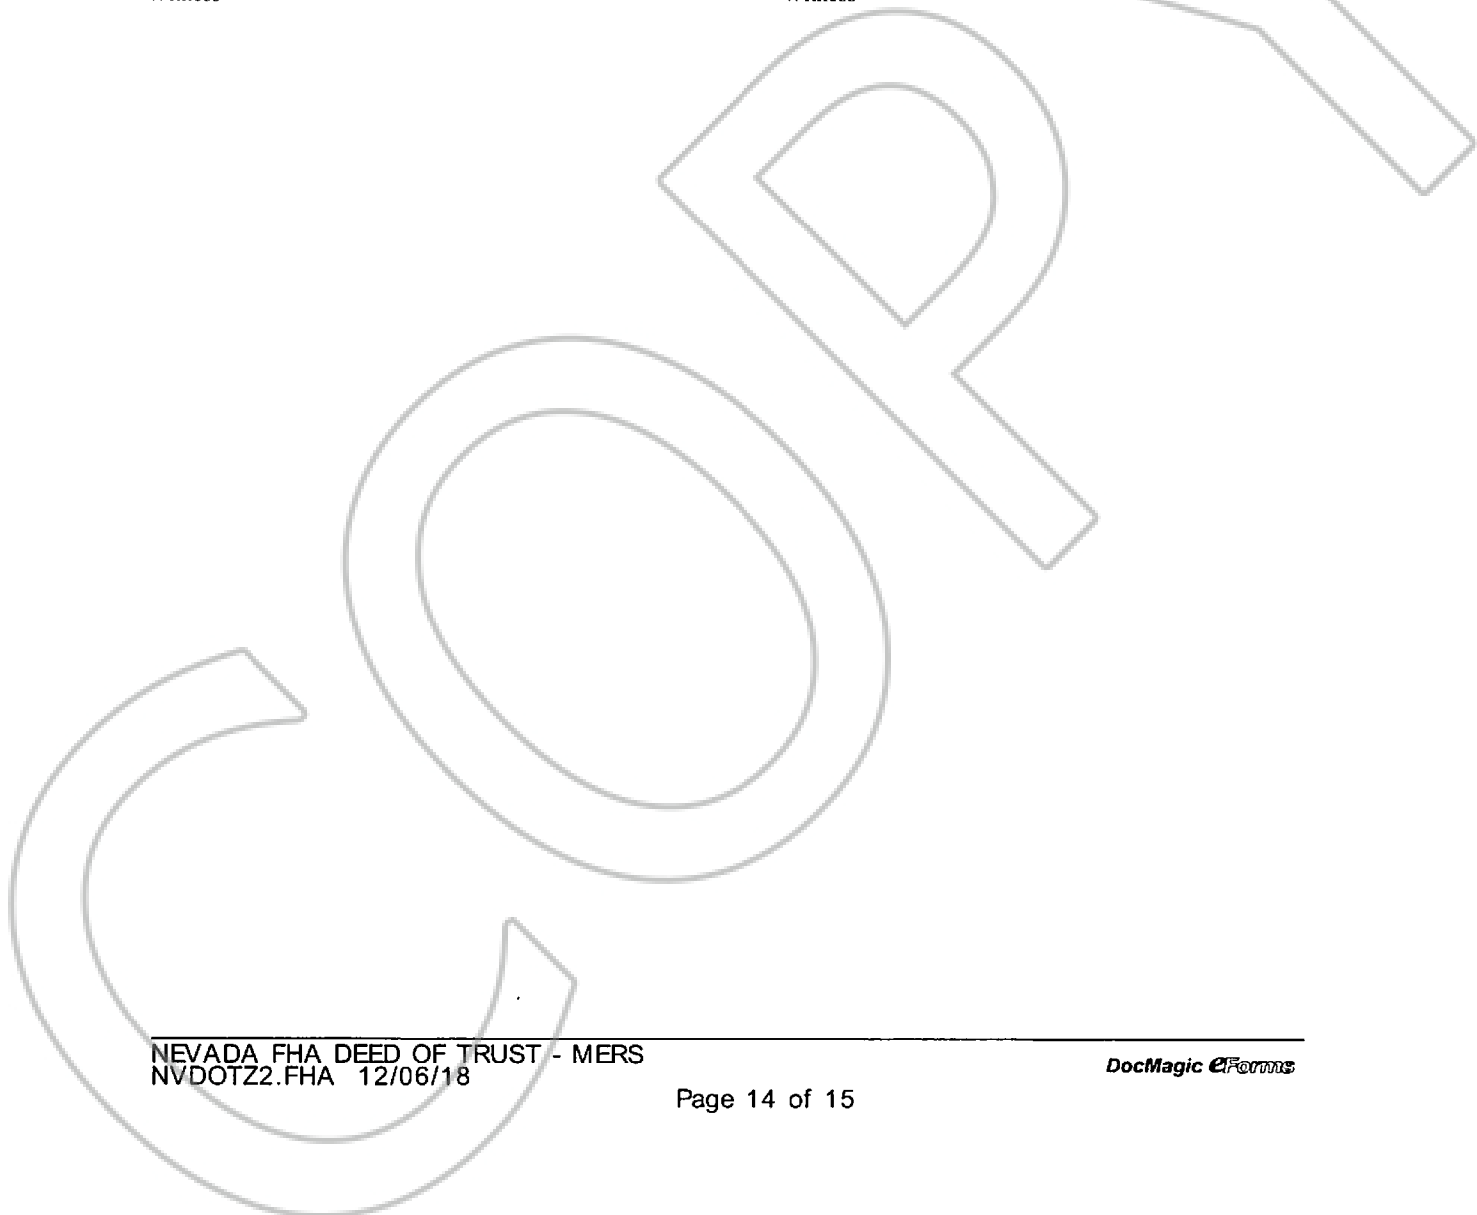 COPY
NEVADA FHA DEED OF TRUST - MERS
NVDOTZ2.FHA 12/06/18
DocMagic eForms
Page 14 of 15